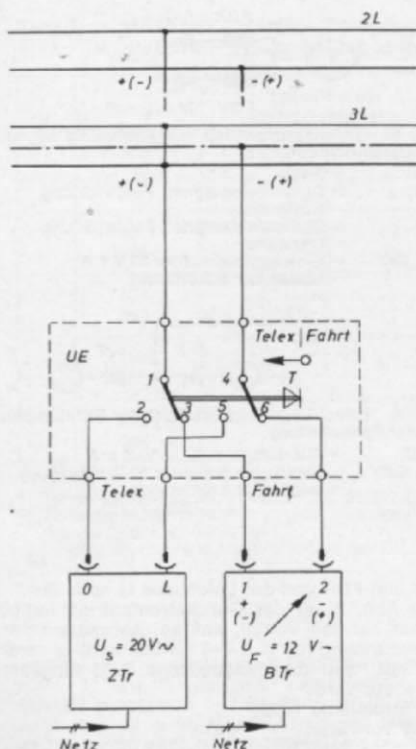 2L
+(-) -(+)
3L
+(~) -(+)
Telex | Fahrt
UE
T
1 4
2 3 5 6
Telex Fahrt
0 L 1 2
+ -
(-) (+)
U_S = 20V~ U_F = 12 V-
ZTr BTr
Netz Netz